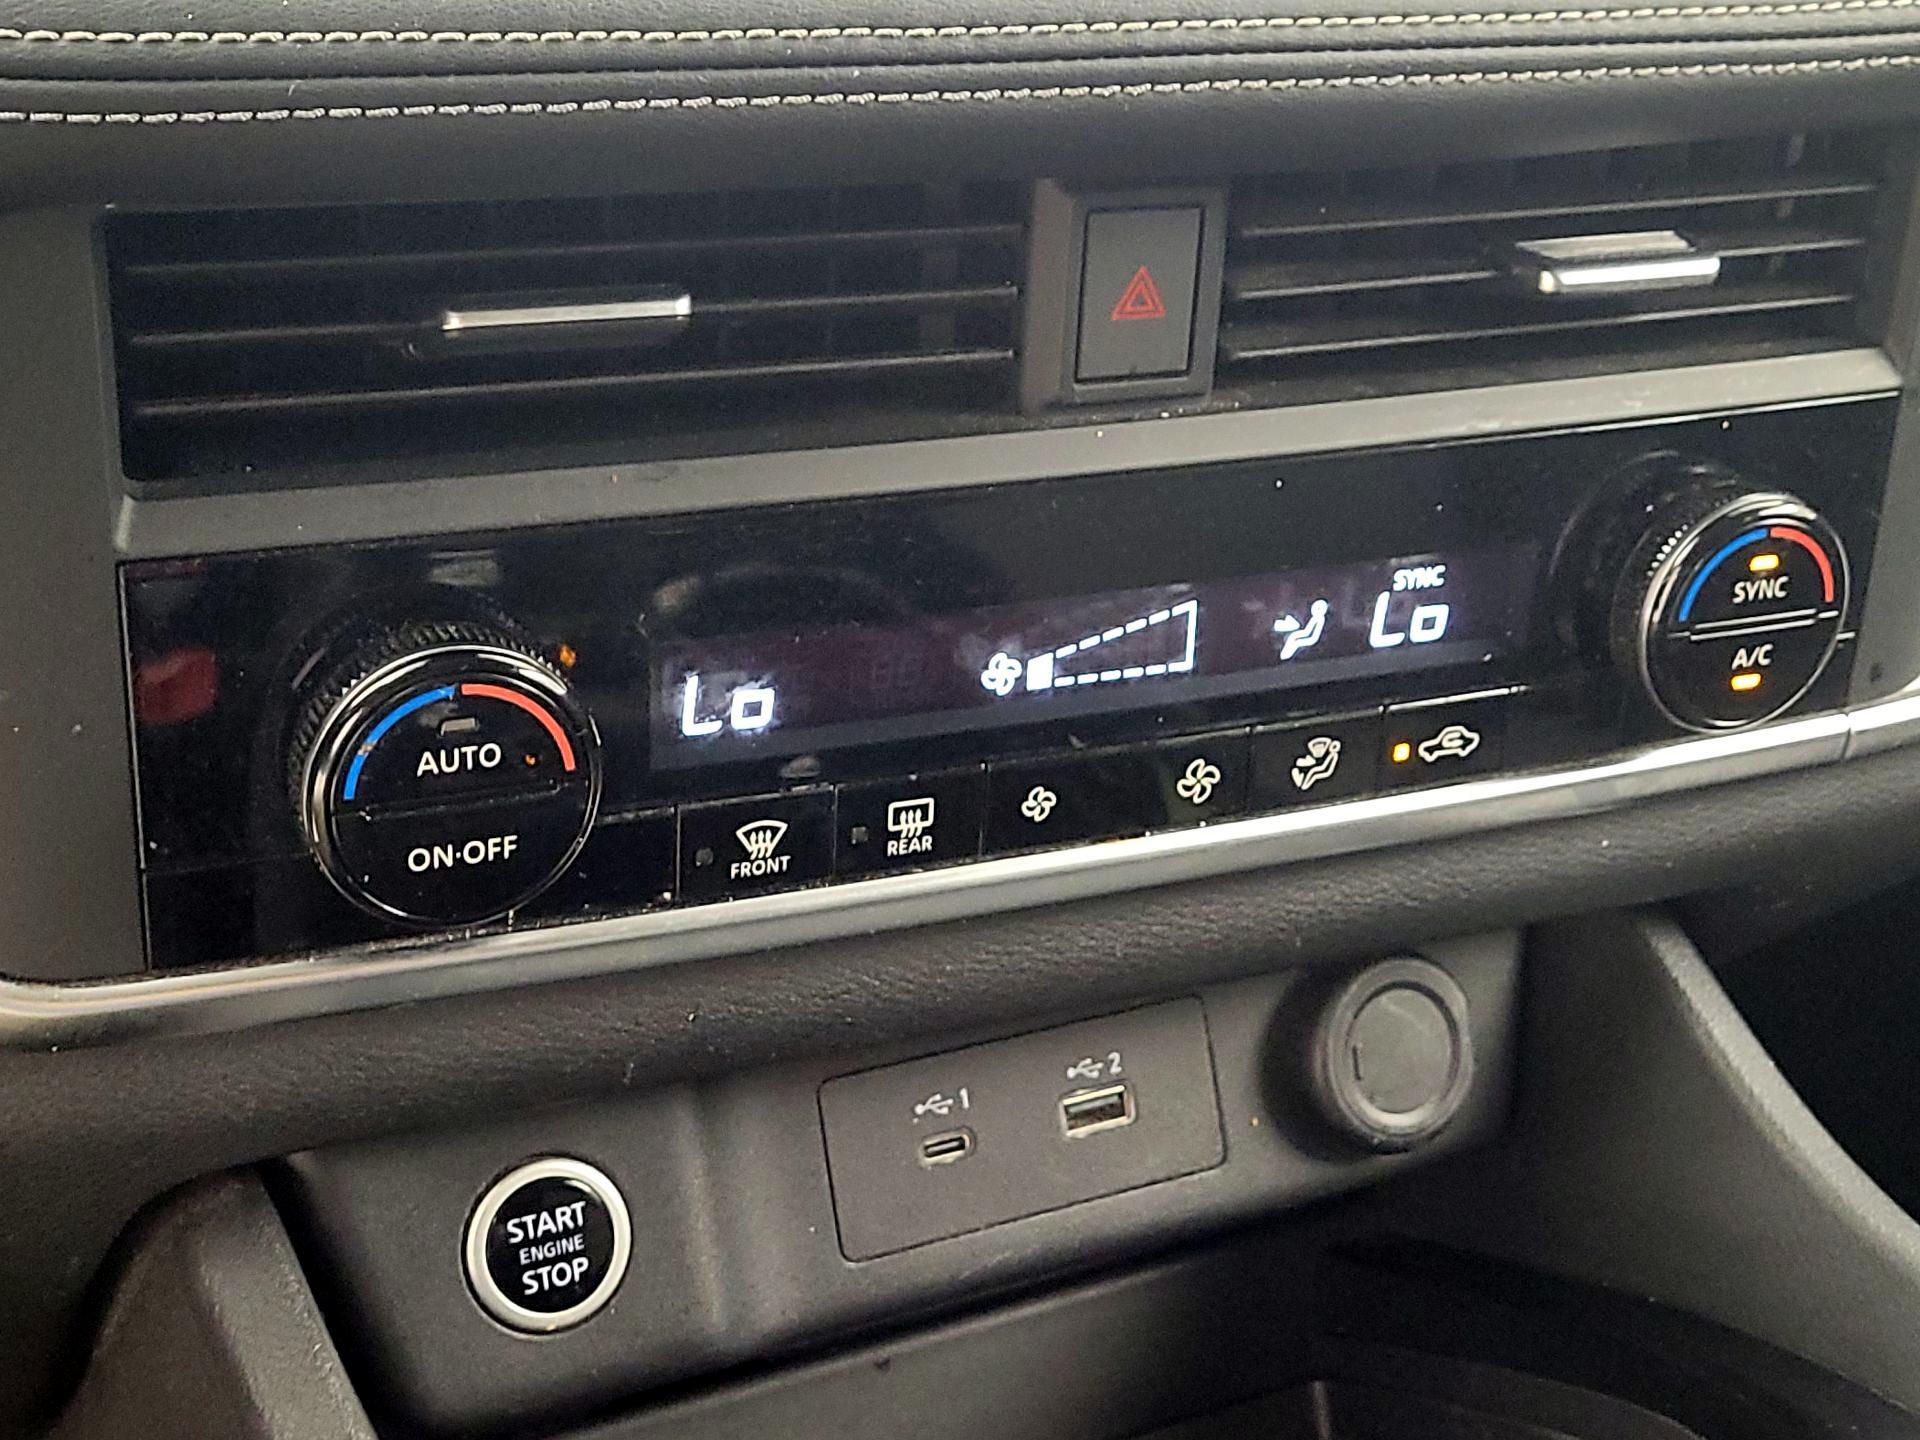 SYNC
Lo
Lo
SYNC
A/C
AUTO
ON·OFF
FRONT
REAR
1
2
START
ENGINE
STOP